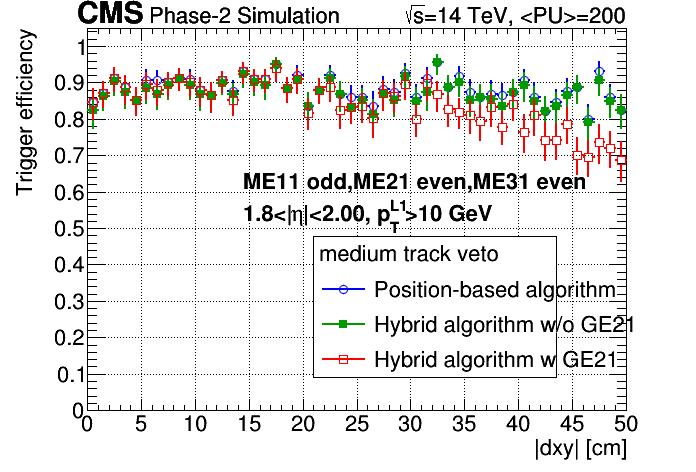 CMS Phase-2 Simulation √s=14 TeV, <PU>=200
Trigger efficiency
1
0.9
0.8
0.7
0.6
0.5
0.4
0.3
0.2
0.1
0
ME11 odd,ME21 even,ME31 even
1.8<|η|<2.00, p_T^L1>10 GeV
medium track veto
Position-based algorithm
Hybrid algorithm w/o GE21
Hybrid algorithm w GE21
0 5 10 15 20 25 30 35 40 45 50
|dxy| [cm]